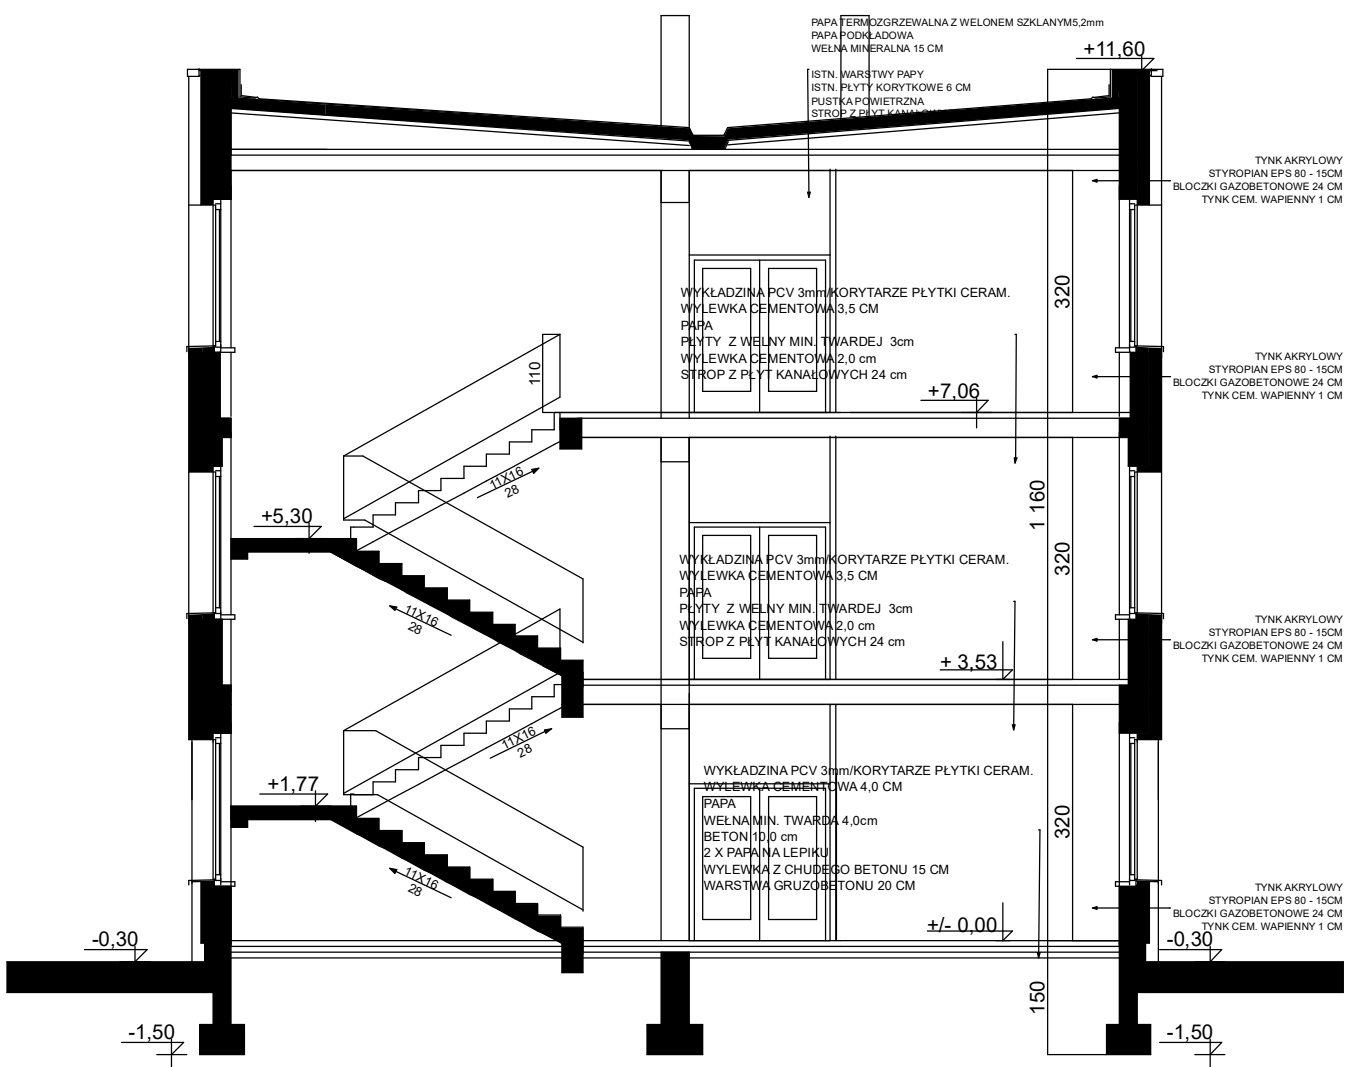 PAPA TERMOZGRZEWALNA Z WELONEM SZKLANYM5,2mm
PAPA PODKŁADOWA
WEŁNA MINERALNA 15 CM
ISTN. WARSTWY PAPY
ISTN. PŁYTY KORYTKOWE 6 CM
PUSTKA POWIETRZNA
STROP Z PŁYT KANAŁOWYCH
+11,60
TYNK AKRYLOWY
STYROPIAN EPS 80 - 15CM
BLOCZKI GAZOBETONOWE 24 CM
TYNK CEM. WAPIENNY 1 CM
WYKŁADZINA PCV 3mm/KORYTARZE PŁYTKI CERAM.
WYLEWKA CEMENTOWA 3,5 CM
PAPA
PŁYTY Z WELNY MIN. TWARDEJ 3cm
WYLEWKA CEMENTOWA 2,0 cm
STROP Z PŁYT KANAŁOWYCH 24 cm
320
110
TYNK AKRYLOWY
STYROPIAN EPS 80 - 15CM
BLOCZKI GAZOBETONOWE 24 CM
TYNK CEM. WAPIENNY 1 CM
+7,06
11X16
28
1 160
+5,30
WYKŁADZINA PCV 3mm/KORYTARZE PŁYTKI CERAM.
WYLEWKA CEMENTOWA 3,5 CM
PAPA
PŁYTY Z WELNY MIN. TWARDEJ 3cm
WYLEWKA CEMENTOWA 2,0 cm
STROP Z PŁYT KANAŁOWYCH 24 cm
320
11X16
28
TYNK AKRYLOWY
STYROPIAN EPS 80 - 15CM
BLOCZKI GAZOBETONOWE 24 CM
TYNK CEM. WAPIENNY 1 CM
+ 3,53
11X16
28
+1,77
WYKŁADZINA PCV 3mm/KORYTARZE PŁYTKI CERAM.
WYLEWKA CEMENTOWA 4,0 CM
PAPA
WEŁNA MIN. TWARDA 4,0cm
BETON 10,0 cm
2 X PAPA NA LEPIKU
WYLEWKA Z CHUDEGO BETONU 15 CM
WARSTWA GRUZOBETONU 20 CM
320
11X16
28
TYNK AKRYLOWY
STYROPIAN EPS 80 - 15CM
BLOCZKI GAZOBETONOWE 24 CM
TYNK CEM. WAPIENNY 1 CM
+/- 0,00
-0,30
-0,30
150
-1,50
-1,50